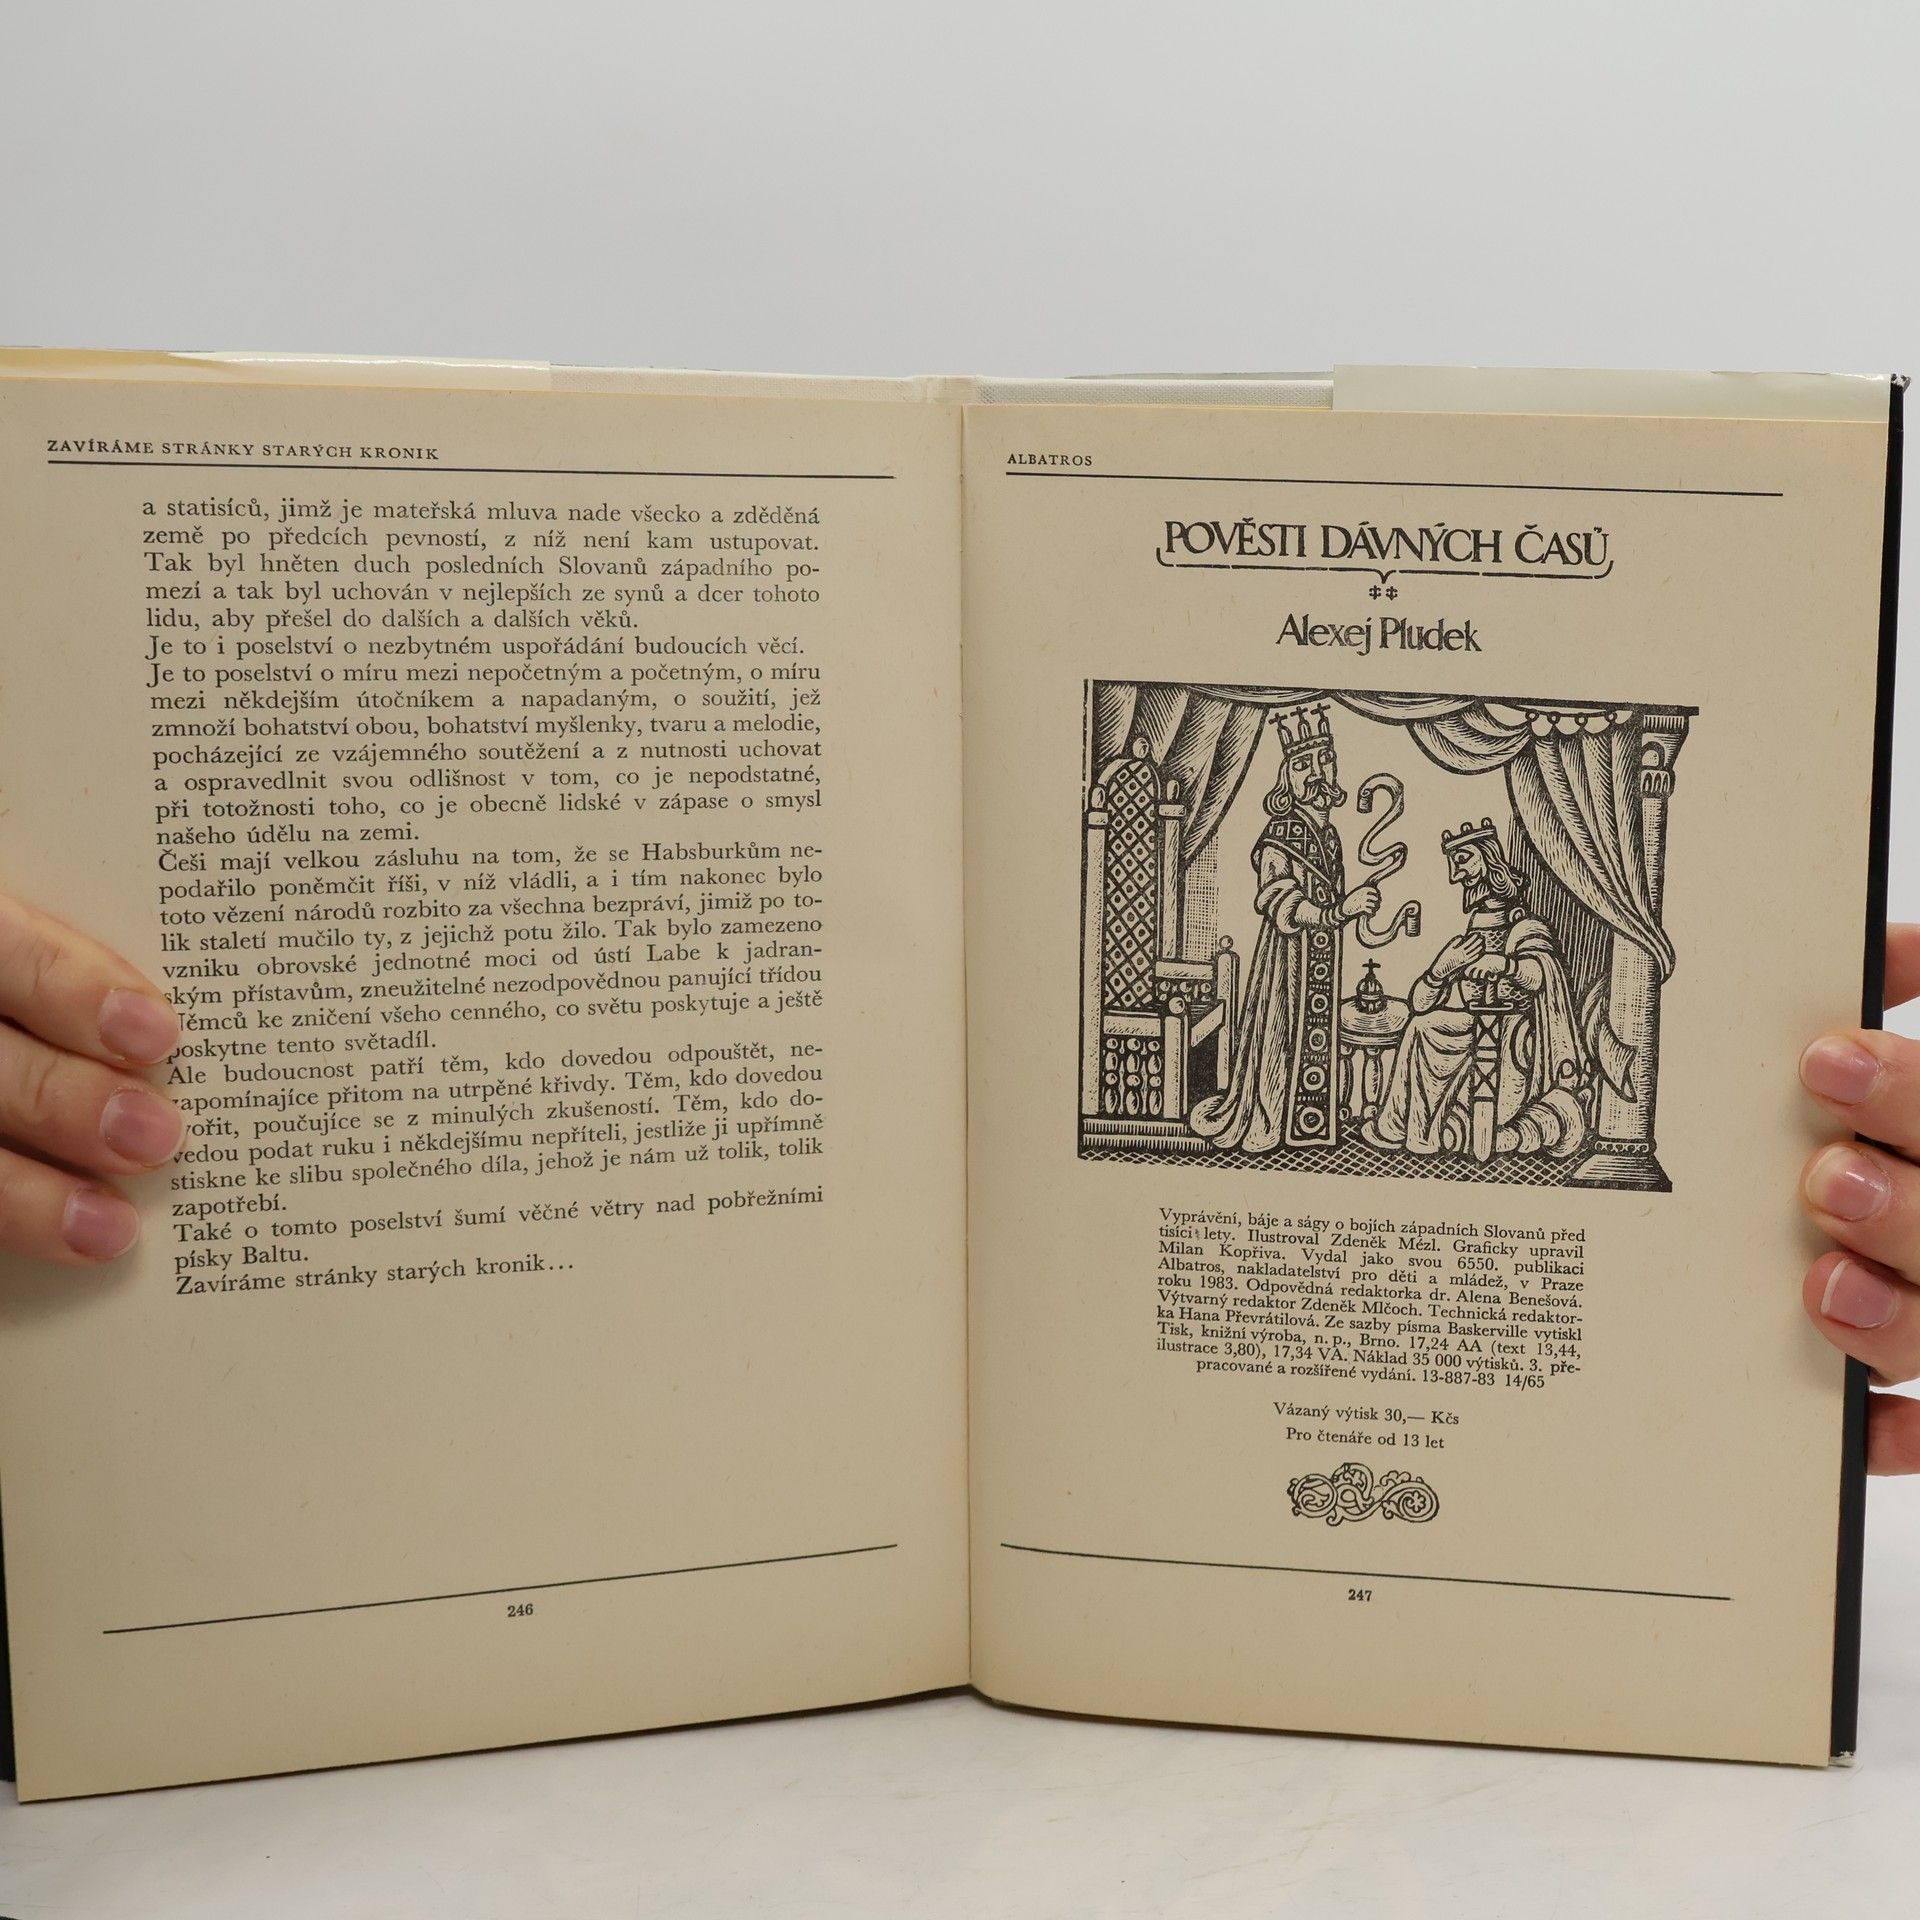 ZAVÍRÁME STRÁNKY STARÝCH KRONIK
a statisíců, jimž je mateřská mluva nade všecko a zděděná
země po předcích pevností, z níž není kam ustupovat.
Tak byl hněten duch posledních Slovanů západního po-
mezí a tak byl uchován v nejlepších ze synů a dcer tohoto
lidu, aby přešel do dalších a dalších věků.
Je to i poselství o nezbytném uspořádání budoucích věcí.
Je to poselství o míru mezi nepočetným a početným, o míru
mezi někdejším útočníkem a napadaným, o soužití, jež
zmnoží bohatství obou, bohatství myšlenky, tvaru a melodie,
pocházející ze vzájemného soutěžení a z nutnosti uchovat
a ospravedlnit svou odlišnost v tom, co je nepodstatné,
při totožnosti toho, co je obecně lidské v zápase o smysl
našeho údělu na zemi.
Češi mají velkou zásluhu na tom, že se Habsburkům ne-
podařilo poněmčit říši, v níž vládli, a i tím nakonec bylo
toto vězení národů rozbito za všechna bezpráví, jimiž po to-
lik staletí mučilo ty, z jejichž potu žilo. Tak bylo zamezeno
vzniku obrovské jednotné moci od ústí Labe k jadran-
ským přístavům, zneužitelné nezodpovědnou panující třídou
Němců ke zničení všeho cenného, co světu poskytuje a ještě
poskytne tento světadíl.
Ale budoucnost patří těm, kdo dovedou odpouštět, ne-
zapomínajíce přitom na utrpěné křivdy. Těm, kdo dovedou
tvořit, poučujíce se z minulých zkušeností. Těm, kdo do-
vedou podat ruku i někdejšímu nepříteli, jestliže ji upřímně
stiskne ke slibu společného díla, jehož je nám už tolik, tolik
zapotřebí.
Také o tomto poselství šumí věčné větry nad pobřežními
písky Baltu.
Zavíráme stránky starých kronik...
246
ALBATROS
POVĚSTI DÁVNÝCH ČASŮ
Alexej Pludek
Vyprávění, báje a ságy o bojích západních Slovanů před
tisíci lety. Ilustroval Zdeněk Mézl. Graficky upravil
Milan Kopřiva. Vydal jako svou 6550. publikaci
Albatros, nakladatelství pro děti a mládež, v Praze
roku 1983. Odpovědná redaktorka dr. Alena Benešová.
Výtvarný redaktor Zdeněk Mlčoch. Technická redaktor-
ka Hana Převrátilová. Ze sazby písma Baskerville vytiskl
Tisk, knižní výroba, n. p., Brno. 17,24 AA (text 13,44,
ilustrace 3,80), 17,34 VA. Náklad 35 000 výtisků. 3. pře-
pracované a rozšířené vydání. 13-887-83 14/65
Vázaný výtisk 30,— Kčs
Pro čtenáře od 13 let
247